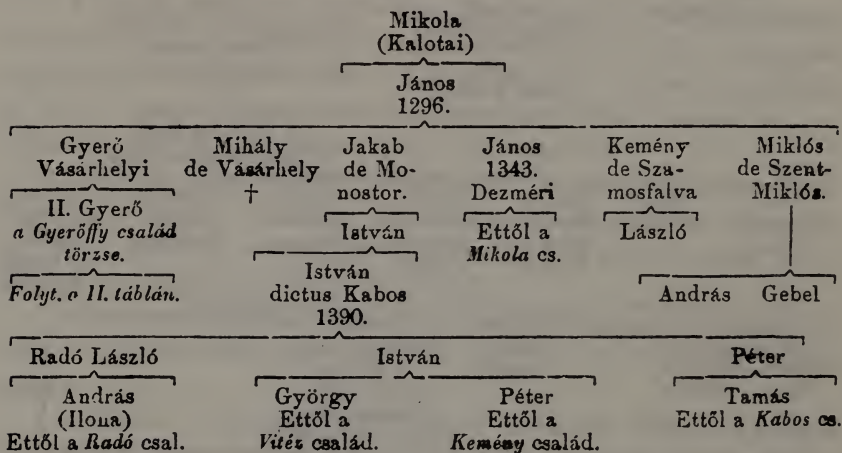 Mikola
(Kalotai)
János
1296.
Gyerő Mihály Jakab János Kemény Miklós
Vásárhelyi de Vásárhely de Mo- 1343. de Sza- de Szent-
† nostor. Dezméri mosfalva Miklós.
II. Gyerő István Ettől a László
a Gyerőffy család Mikola cs.
törzse.
István
Folyt. a II. táblán. dictus Kabos András Gebel
1390.
Radó László István Péter
András György Péter Tamás
(Ilona) Ettől a Ettől a Ettől a Kabos cs.
Ettől a Radó csal. Vitéz család. Kemény család.